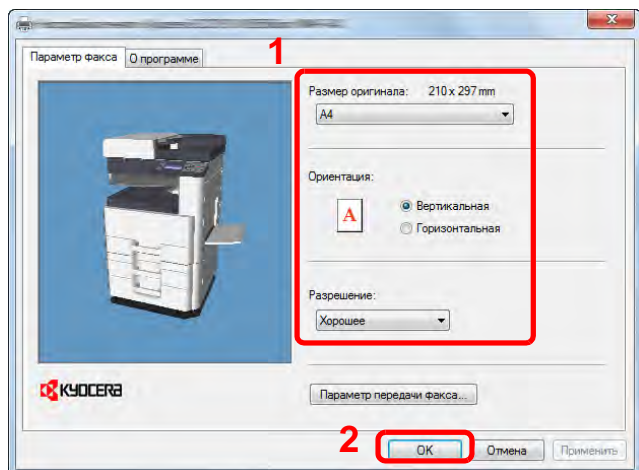 Параметр факса О программе
1
Размер оригинала: 210 x 297 mm
A4
Ориентация:
A
Вертикальная
Горизонтальная
Разрешение:
Хорошее
KYOCERA
Параметр передачи факса...
2
OK Отмена Применить